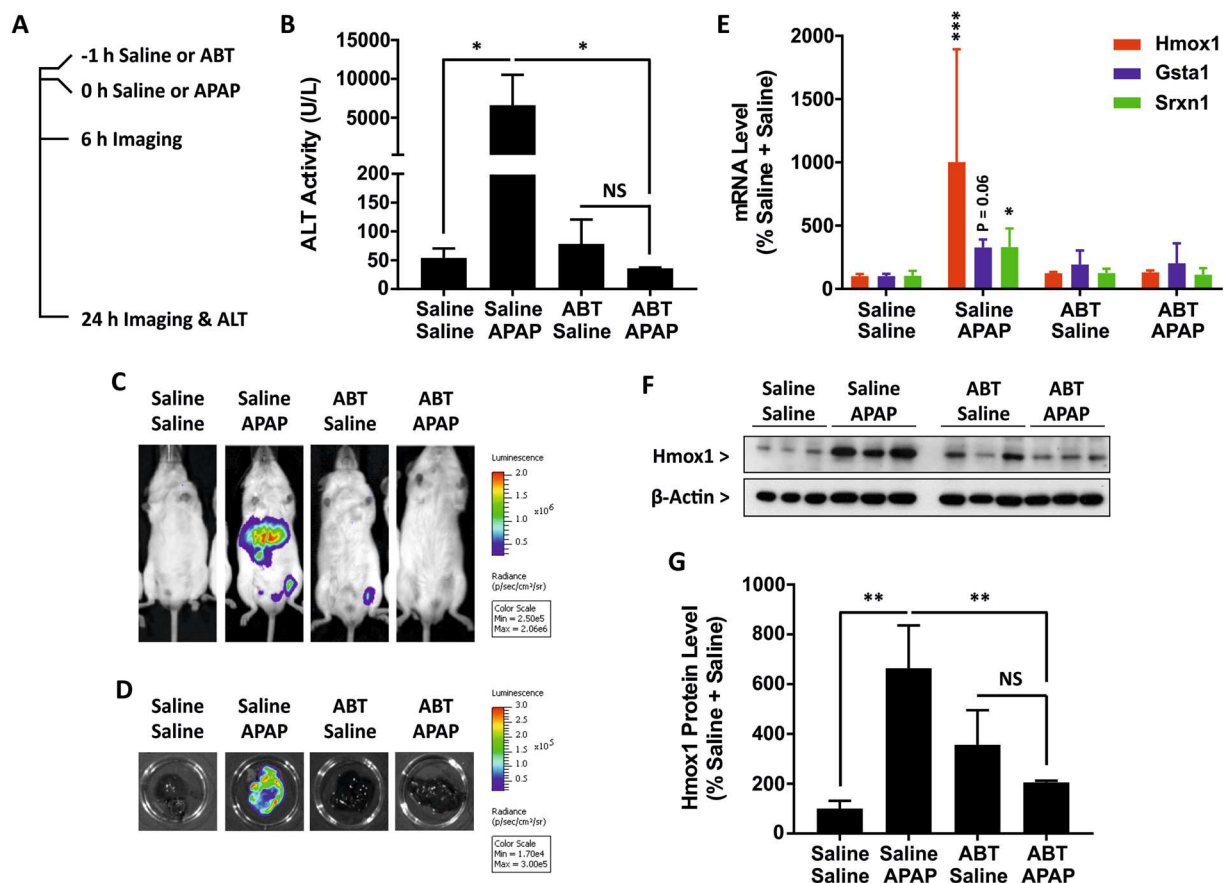 A
-1 h Saline or ABT
0 h Saline or APAP
6 h Imaging
24 h Imaging & ALT
B
ALT Activity (U/L)
15000
10000
5000
0
200
150
100
50
0
*
*
NS
Saline Saline ABT ABT
Saline APAP Saline APAP
E
mRNA Level
(% Saline + Saline)
2000
1500
1000
500
0
***
P = 0.06
*
Hmox1
Gsta1
Srxn1
Saline Saline ABT ABT
Saline APAP Saline APAP
C
Saline Saline ABT ABT
Saline APAP Saline APAP
Luminescence
2.0
1.5
1.0
x10⁶
0.5
Radiance
(p/sec/cm²/sr)
Color Scale
Min = 2.50e5
Max = 2.06e6
D
Saline Saline ABT ABT
Saline APAP Saline APAP
Luminescence
3.0
2.5
2.0
1.5
x10⁵
1.0
0.5
Radiance
(p/sec/cm²/sr)
Color Scale
Min = 1.70e4
Max = 3.00e5
F
Saline Saline ABT ABT
Saline APAP Saline APAP
Hmox1 >
β-Actin >
G
Hmox1 Protein Level
(% Saline + Saline)
1000
800
600
400
200
0
**
**
NS
Saline Saline ABT ABT
Saline APAP Saline APAP